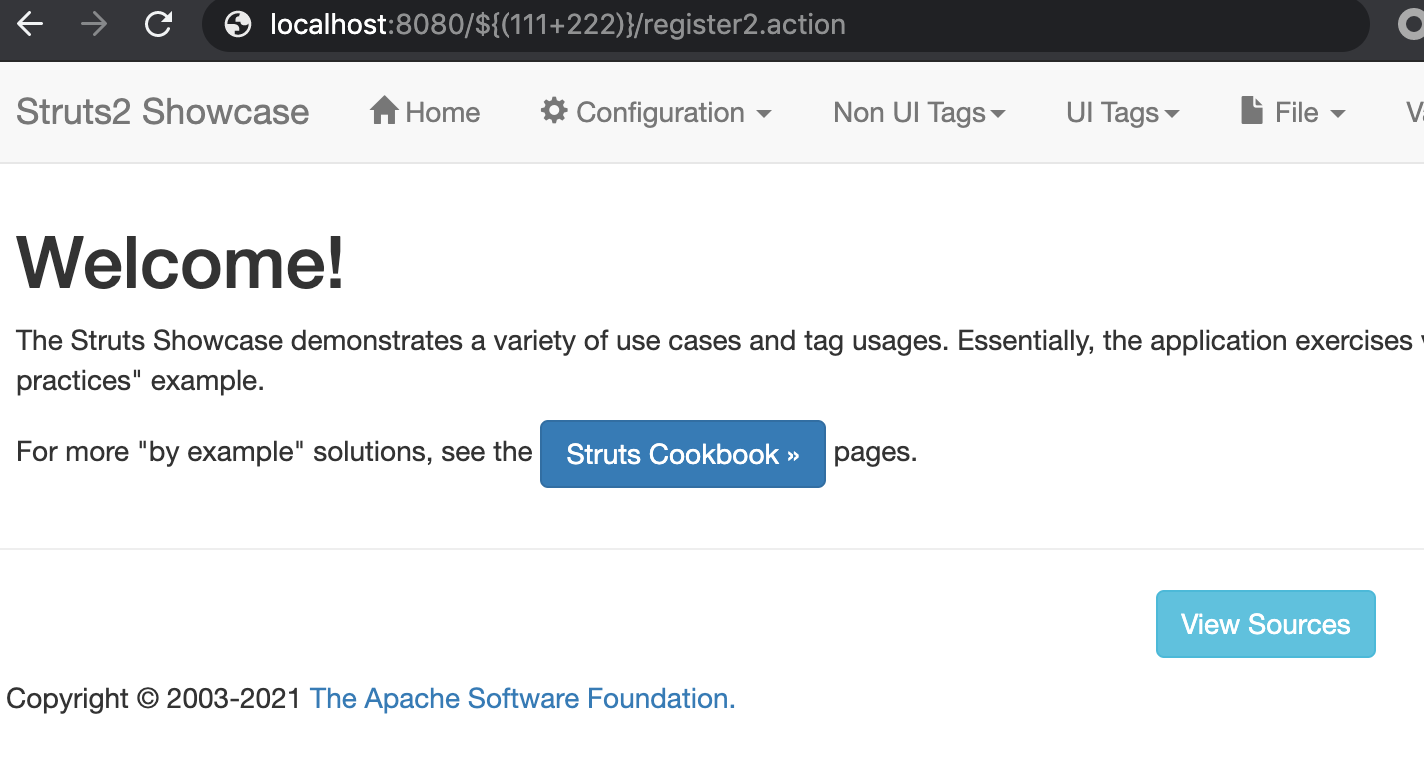 localhost:8080/${(111+222)}/register2.action
Struts2 Showcase Home Configuration Non UI Tags UI Tags File
Welcome!
The Struts Showcase demonstrates a variety of use cases and tag usages. Essentially, the application exercises
practices" example.
For more "by example" solutions, see the Struts Cookbook » pages.
View Sources
Copyright © 2003-2021 The Apache Software Foundation.